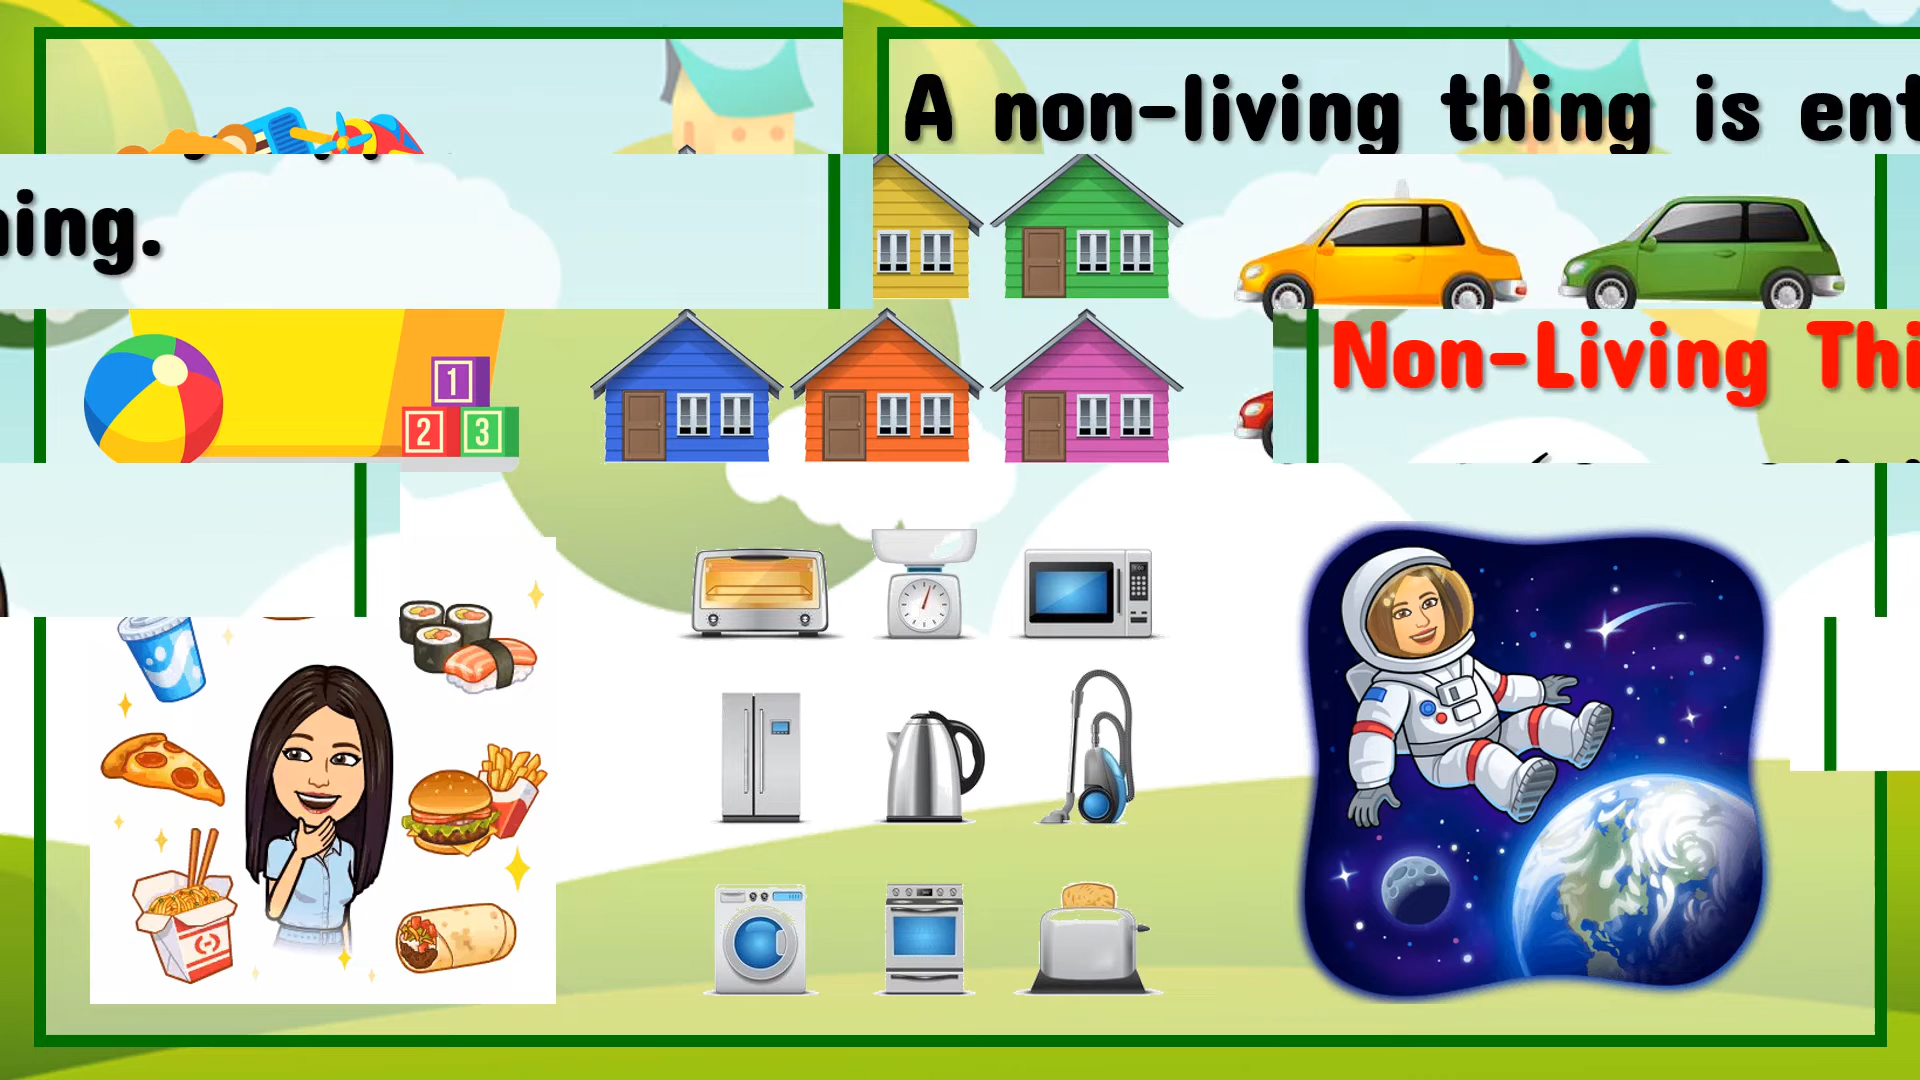 A non-living thing is ent
ing.
1
2 3
Non-Living Thi